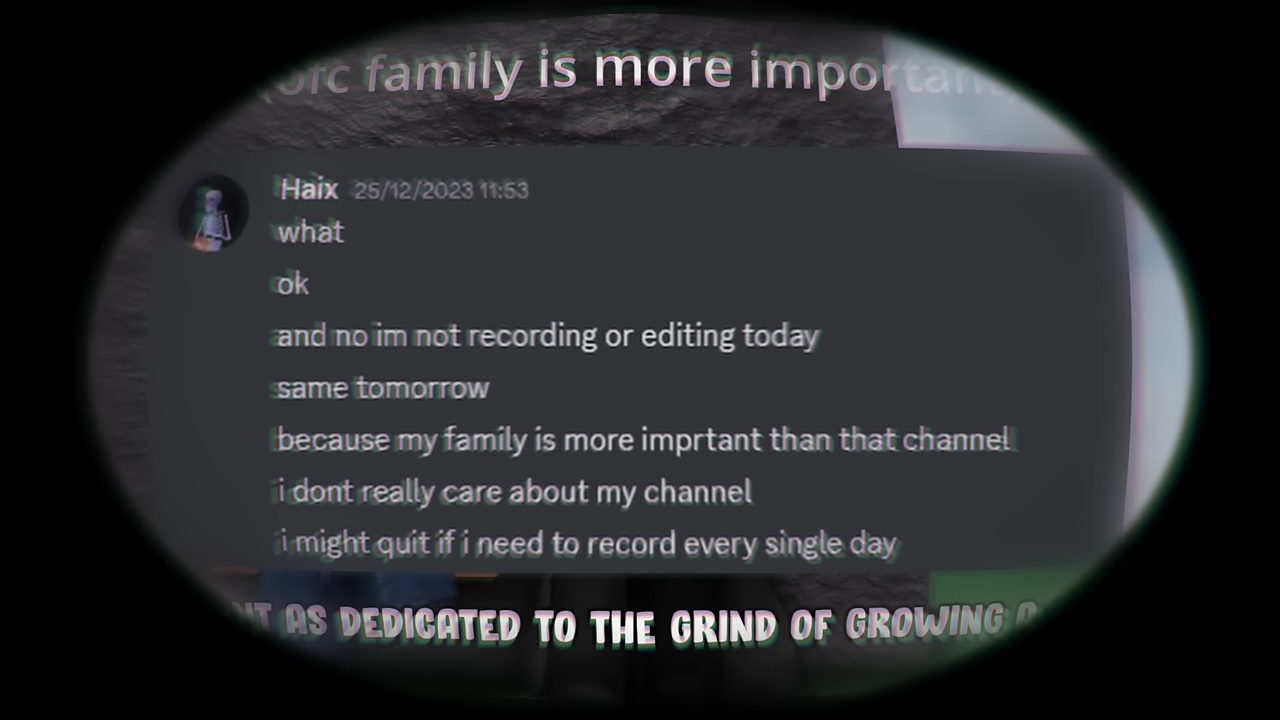 (ofc family is more important)
Haix 25/12/2023 11:53
what
ok
and no im not recording or editing today
same tomorrow
because my family is more imprtant than that channel
i dont really care about my channel
i might quit if i need to record every single day
AS DEDICATED TO THE GRIND OF GROWING